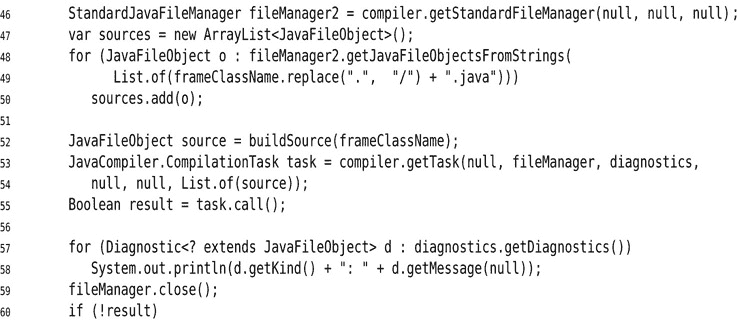 46 StandardJavaFileManager fileManager2 = compiler.getStandardFileManager(null, null, null);
47 var sources = new ArrayList<JavaFileObject>();
48 for (JavaFileObject o : fileManager2.getJavaFileObjectsFromStrings(
49 List.of(frameClassName.replace(".", "/") + ".java")))
50 sources.add(o);
51
52 JavaFileObject source = buildSource(frameClassName);
53 JavaCompiler.CompilationTask task = compiler.getTask(null, fileManager, diagnostics,
54 null, null, List.of(source));
55 Boolean result = task.call();
56
57 for (Diagnostic<? extends JavaFileObject> d : diagnostics.getDiagnostics())
58 System.out.println(d.getKind() + ": " + d.getMessage(null));
59 fileManager.close();
60 if (!result)